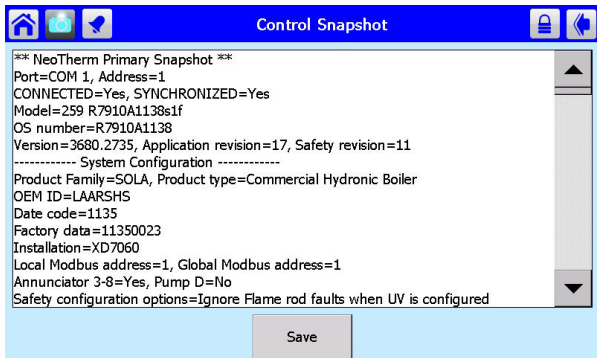 Control Snapshot
** NeoTherm Primary Snapshot **
Port=COM 1, Address=1
CONNECTED=Yes, SYNCHRONIZED=Yes
Model=259 R7910A1138s1f
OS number=R7910A1138
Version=3680.2735, Application revision=17, Safety revision=11
------------ System Configuration ------------
Product Family=SOLA, Product type=Commercial Hydronic Boiler
OEM ID=LAARSHS
Date code=1135
Factory data=11350023
Installation=XD7060
Local Modbus address=1, Global Modbus address=1
Annunciator 3-8=Yes, Pump D=No
Safety configuration options=Ignore Flame rod faults when UV is configured
Save